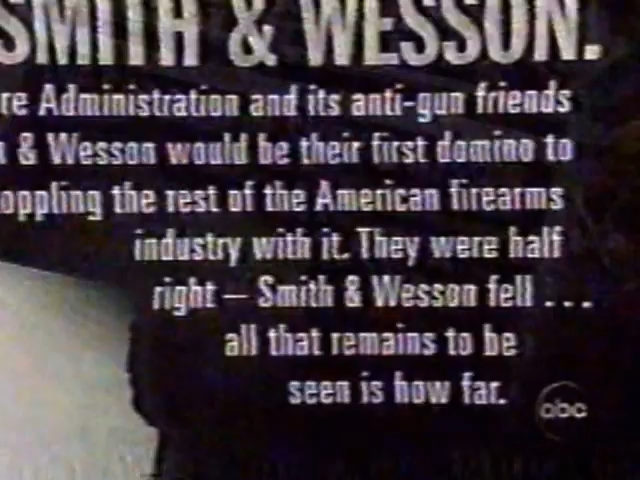 SMITH & WESSON.
re Administration and its anti-gun friends
& Wesson would be their first domino to
oppling the rest of the American firearms
industry with it. They were half
right – Smith & Wesson fell ...
all that remains to be
seen is how far.
abc